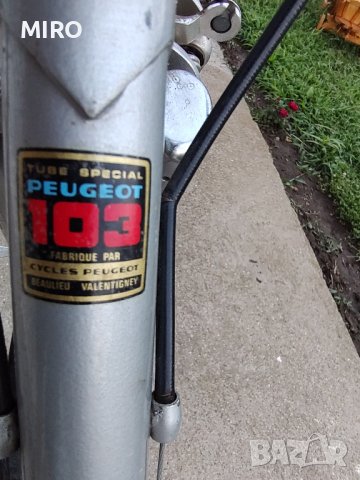 MIRO
TUBE SPECIAL
PEUGEOT
103
FABRIQUE PAR
CYCLES PEUGEOT
BEAULIEU VALENTIGNEY
BAZAR